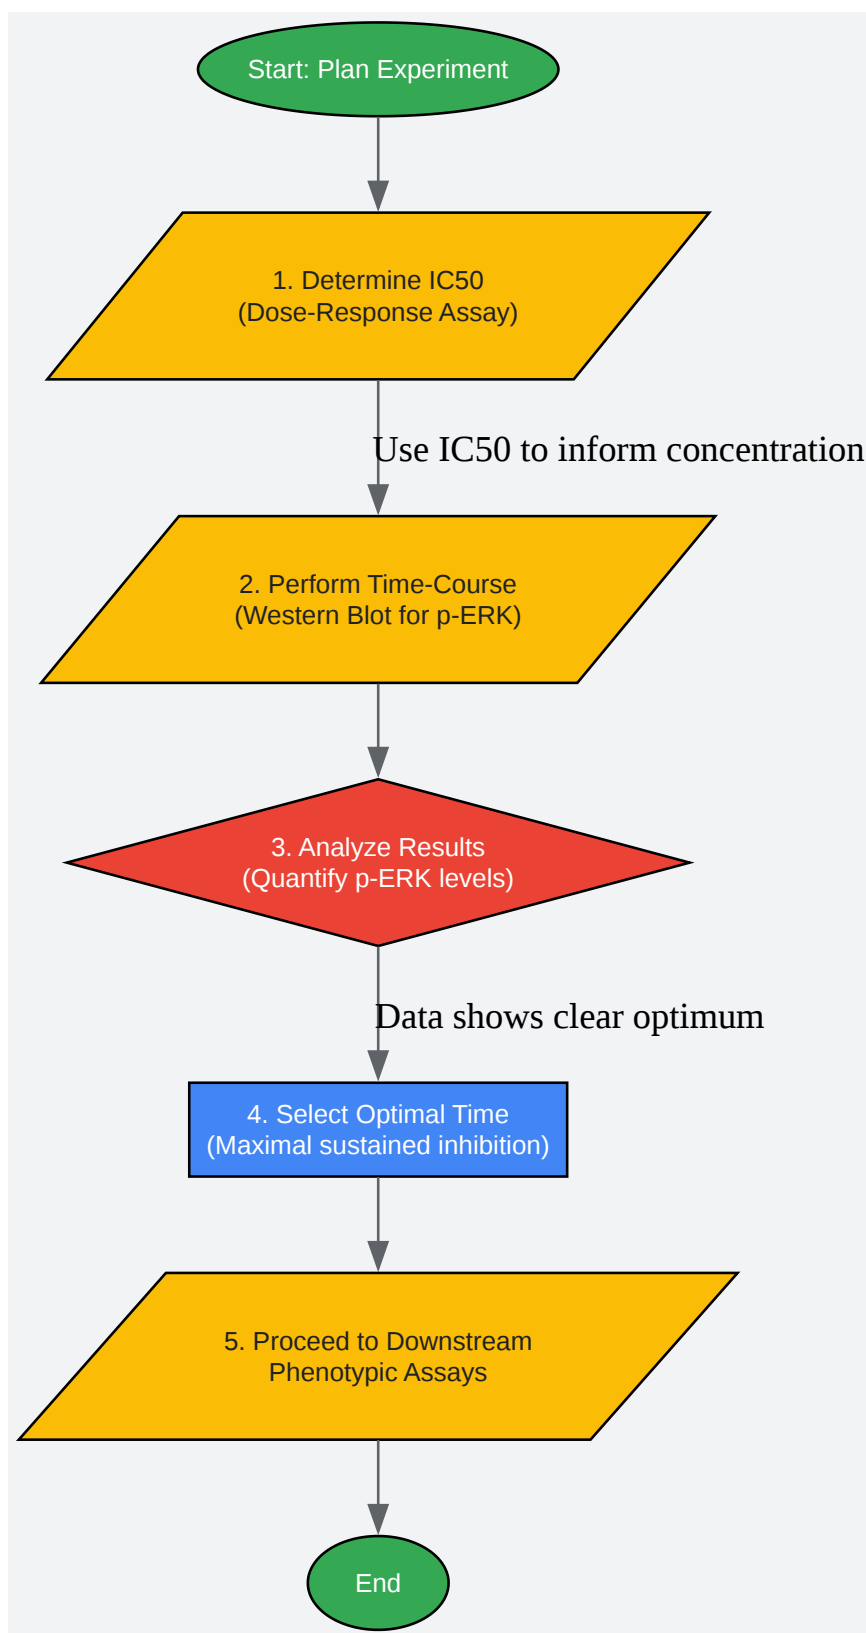 Start: Plan Experiment
1. Determine IC50
(Dose-Response Assay)
Use IC50 to inform concentration
2. Perform Time-Course
(Western Blot for p-ERK)
3. Analyze Results
(Quantify p-ERK levels)
Data shows clear optimum
4. Select Optimal Time
(Maximal sustained inhibition)
5. Proceed to Downstream
Phenotypic Assays
End